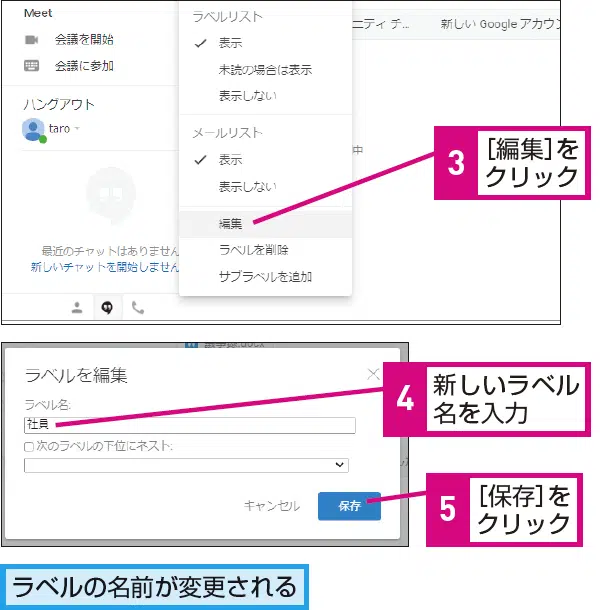 Meet
会議を開始
会議に参加
ハングアウト
taro
最近のチャットはありません
新しいチャットを開始しません
ラベルリスト
表示
未読の場合は表示
表示しない
メールリスト
表示
表示しない
編集
ラベルを削除
サブラベルを追加
ニティ チ...
新しい Google アカウン
中
3
[編集]を
クリック
ラベルを編集
ラベル名:
社員
次のラベルの下位にネスト:
キャンセル
保存
4
新しいラベル
名を入力
5
[保存]を
クリック
ラベルの名前が変更される